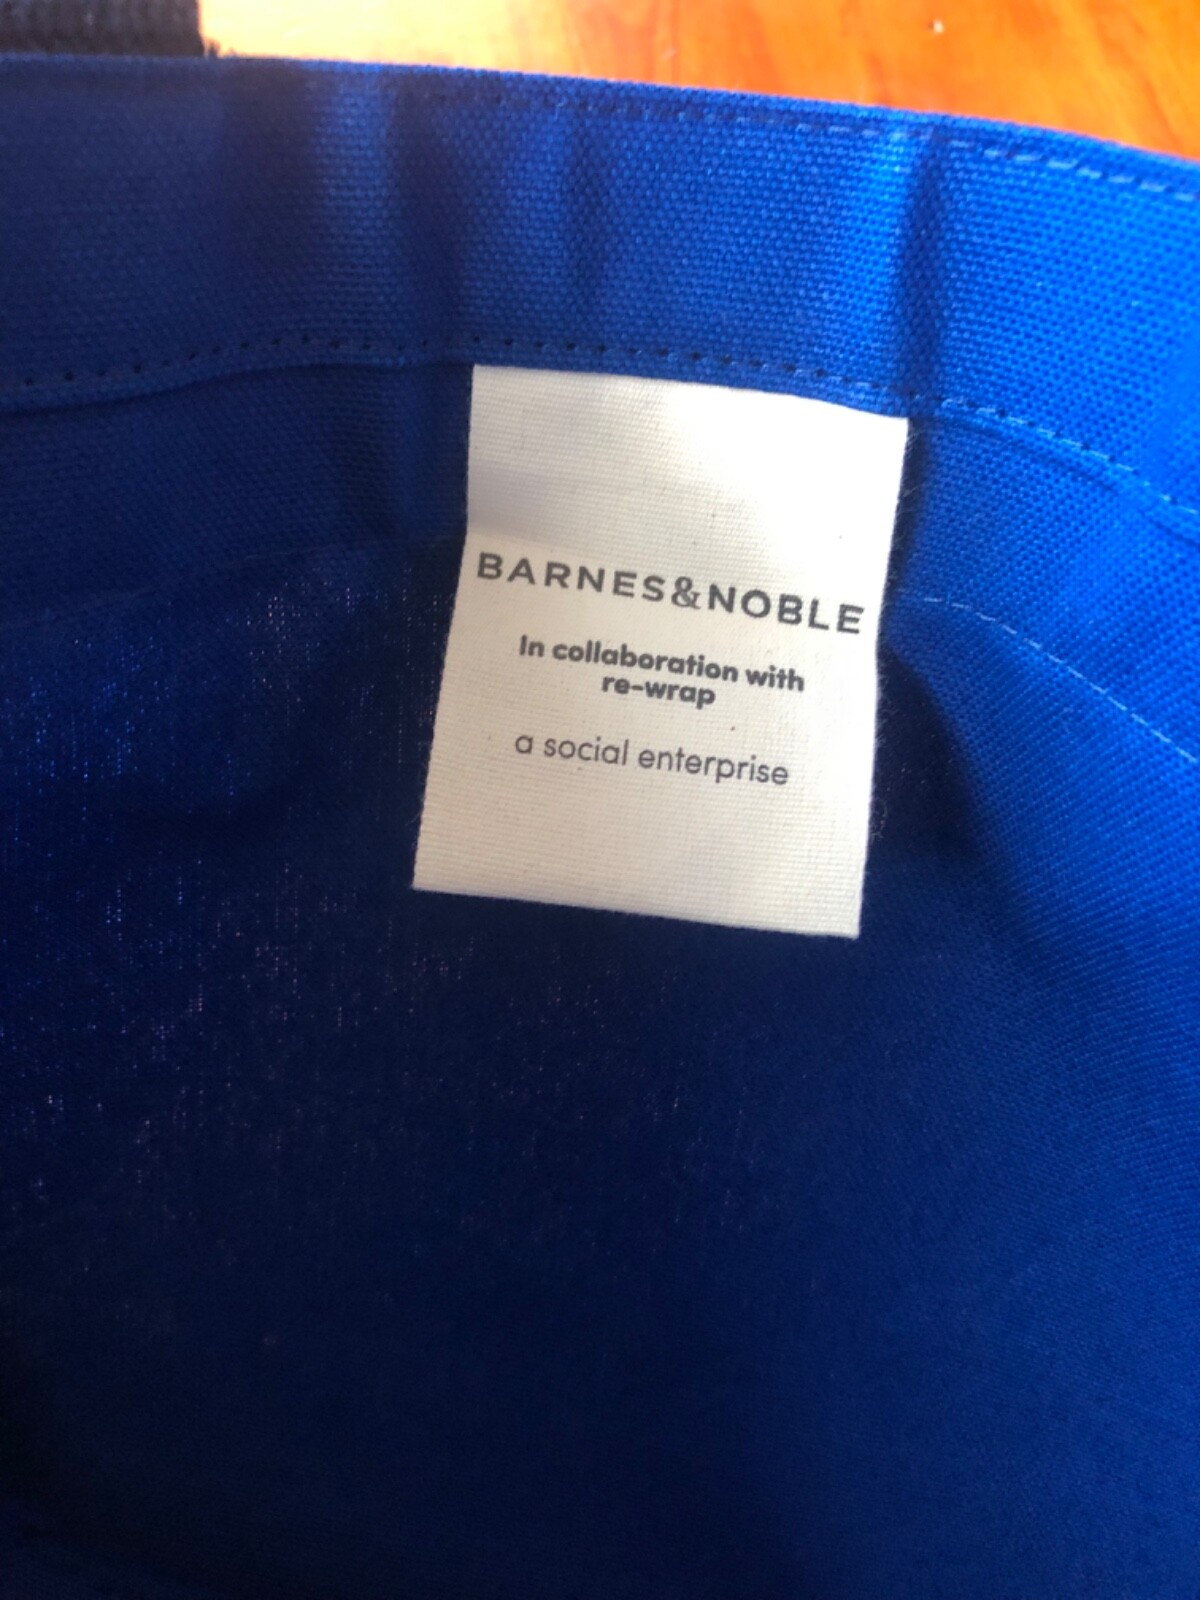 BARNES&NOBLE
In collaboration with
re-wrap
a social enterprise